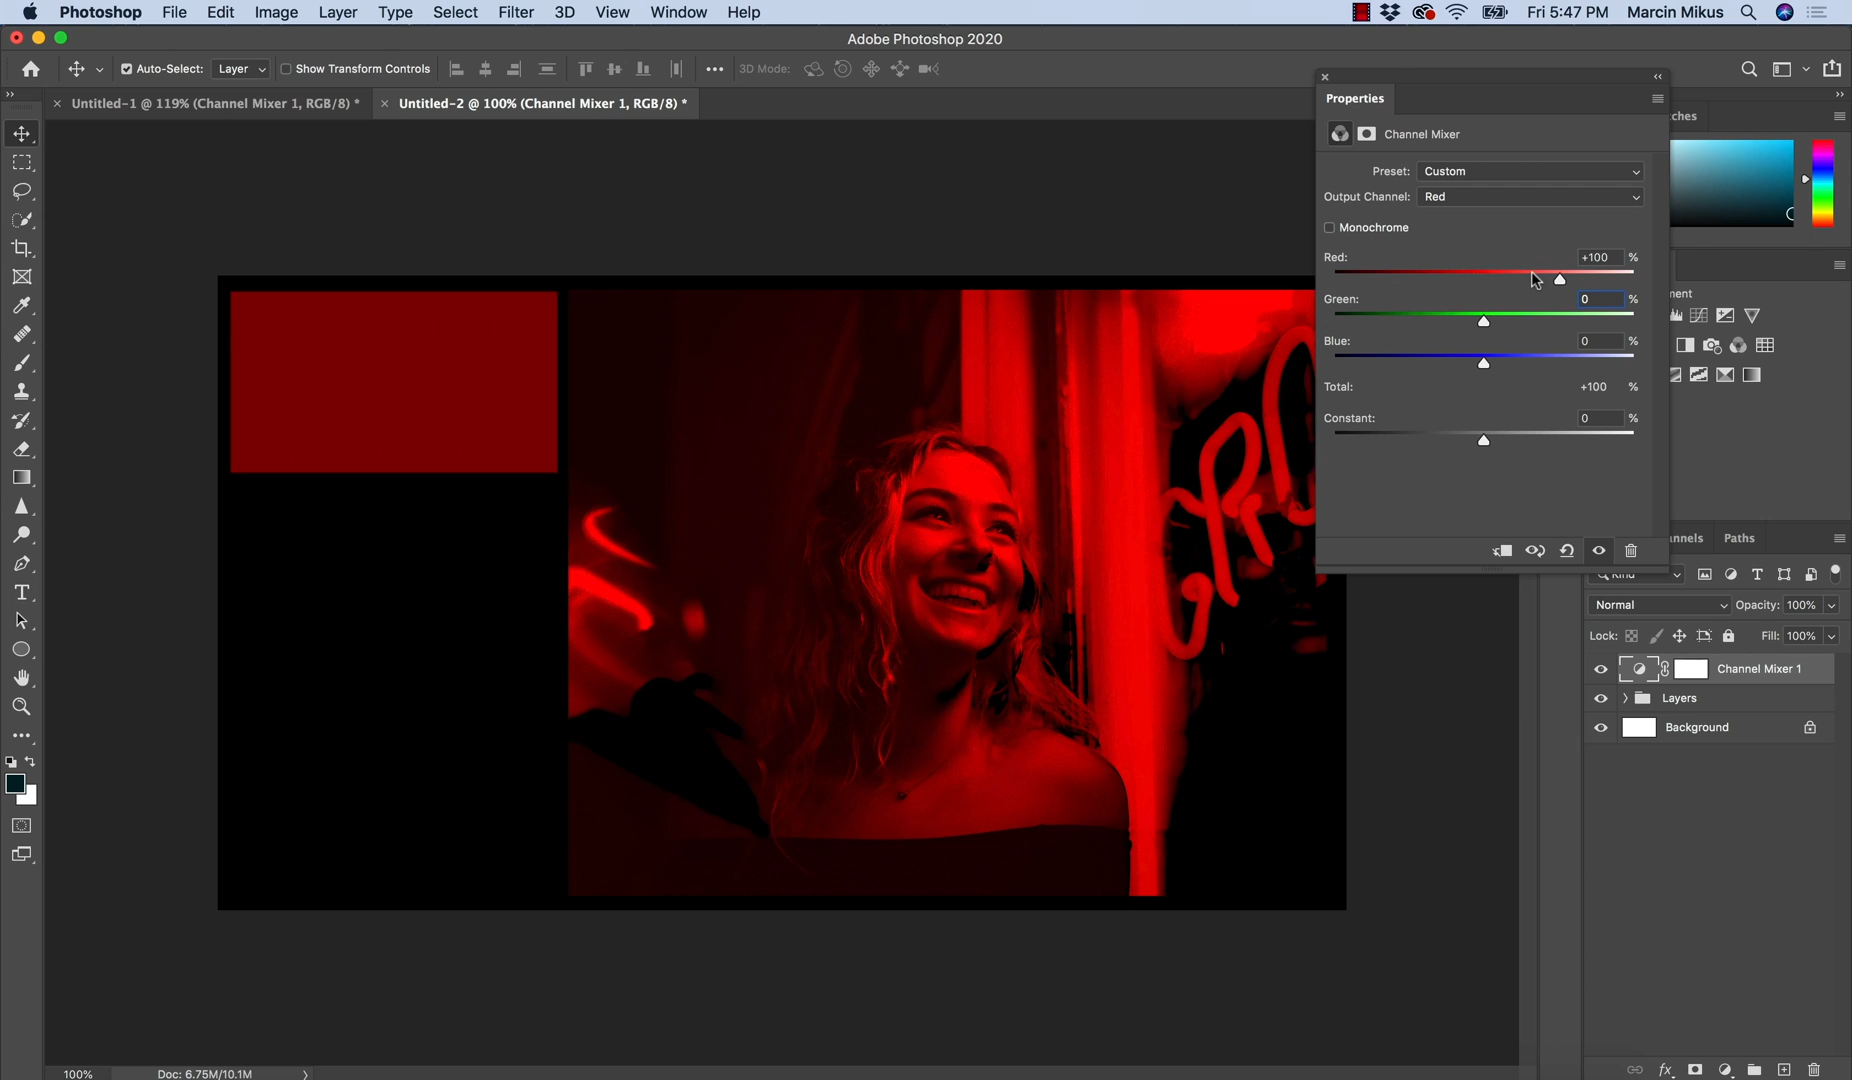 Photoshop File Edit Image Layer Type Select Filter 3D View Window Help Fri 5:47 PM Marcin Mikus
Adobe Photoshop 2020
Auto-Select: Layer Show Transform Controls 3D Mode:
Untitled-1 @ 119% (Channel Mixer 1, RGB/8) * Untitled-2 @ 100% (Channel Mixer 1, RGB/8) *
Properties
Channel Mixer
Preset: Custom
Output Channel: Red
Monochrome
Red: +100 %
Green: 0 %
Blue: 0 %
Total: +100 %
Constant: 0 %
Paths
Kind
Normal Opacity: 100%
Lock: Fill: 100%
Channel Mixer 1
Layers
Background
100% Doc: 6.75M/10.1M
fx